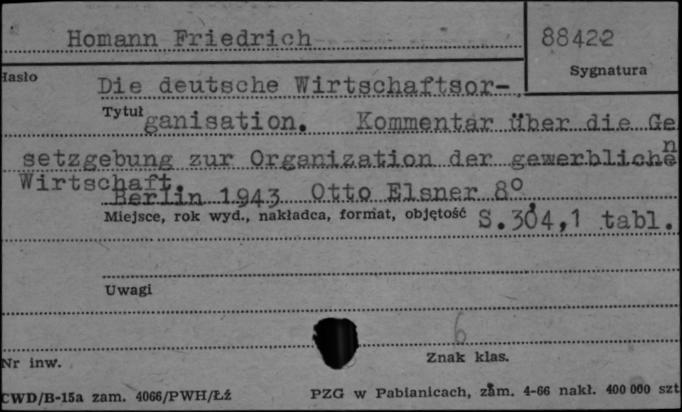 Homann Friedrich
88422
Hasło
Sygnatura
Die deutsche Wirtschaftsor-
Tytuł
ganisation. Kommentar über die Ge
setzgebung zur Organization der gewerblichen
Wirtschaft.
Berlin 1943 Otto Elsner 8°
Miejsce, rok wyd., nakładca, format, objętość
S.304,1 tabl.
Uwagi
6
Nr inw.
Znak klas.
CWD/B-15a zam. 4066/PWH/Łż
PZG w Pabianicach, zam. 4-66 nakł. 400 000 szt